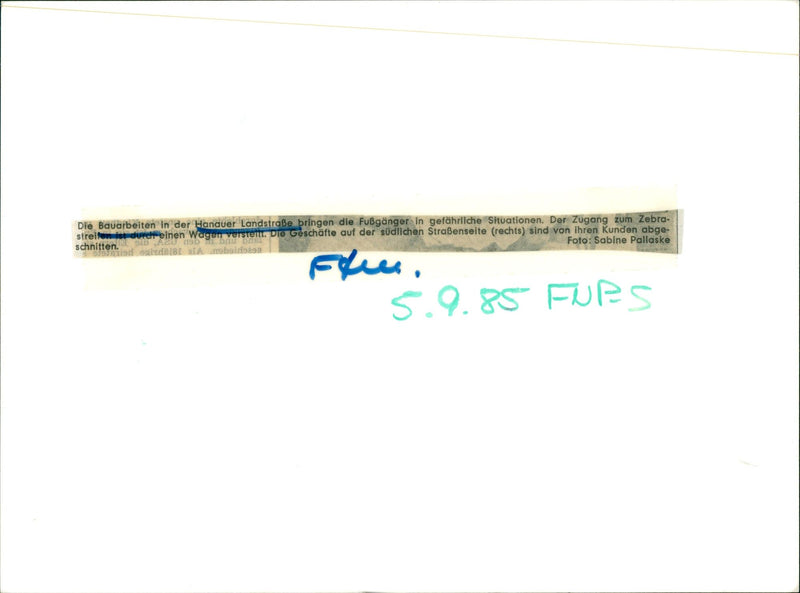 Die Bauarbeiten in der Hanauer Landstraße bringen die Fußgänger in gefährliche Situationen. Der Zugang zum Zebra-
streifen ist durch einen Wagen verstellt. Die Geschäfte auf der südlichen Straßenseite (rechts) sind von ihren Kunden abge-
schnitten.
Foto: Sabine Pallaske
5.9.85 FNP-S